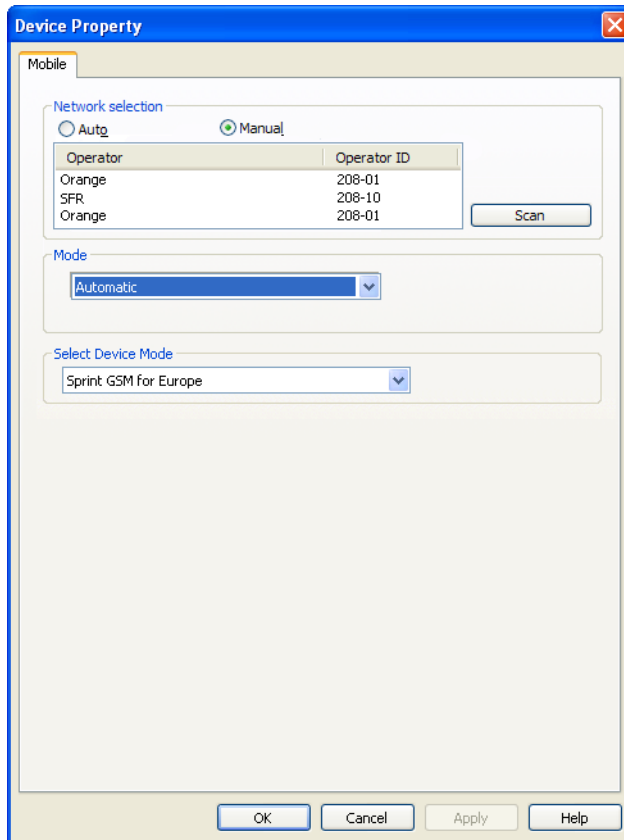 Device Property
Mobile
Network selection
Auto Manual
Operator Operator ID
Orange 208-01
SFR 208-10
Orange 208-01
Scan
Mode
Automatic
Select Device Mode
Sprint GSM for Europe
OK Cancel Apply Help